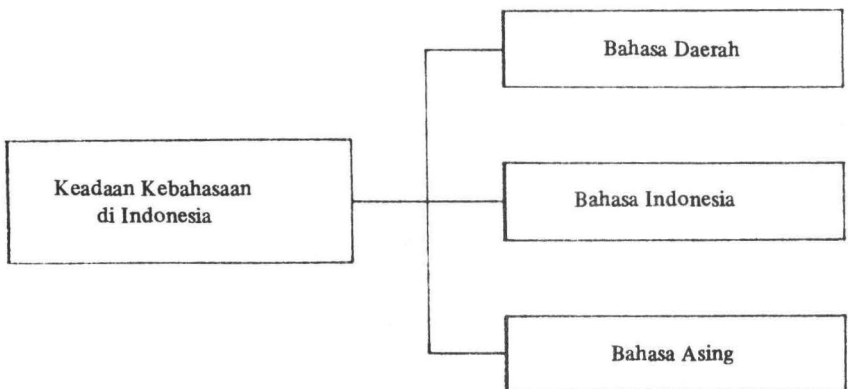 Bahasa Daerah
Keadaan Kebahasaan
di Indonesia
Bahasa Indonesia
Bahasa Asing